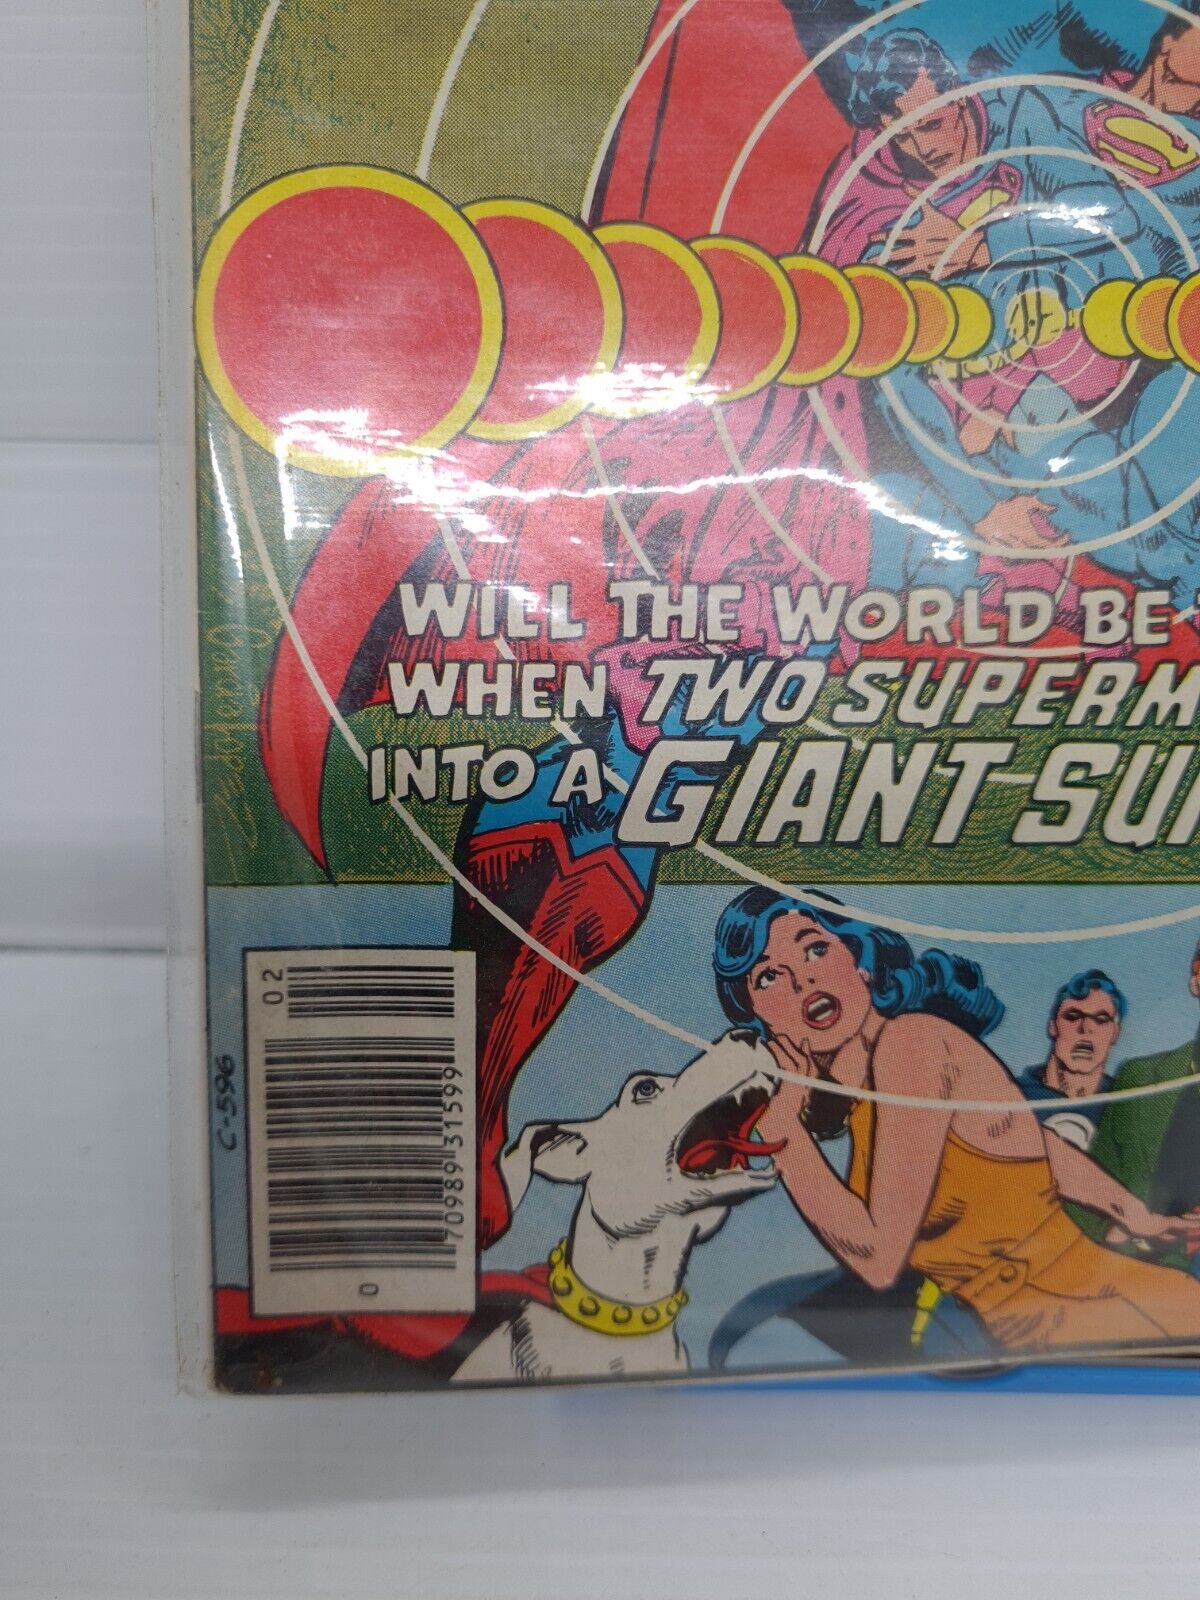 WILL THE WORLD BE
WHEN TWO SUPERM
INTO A GIANT SU
02
C-596
70989 31599
0